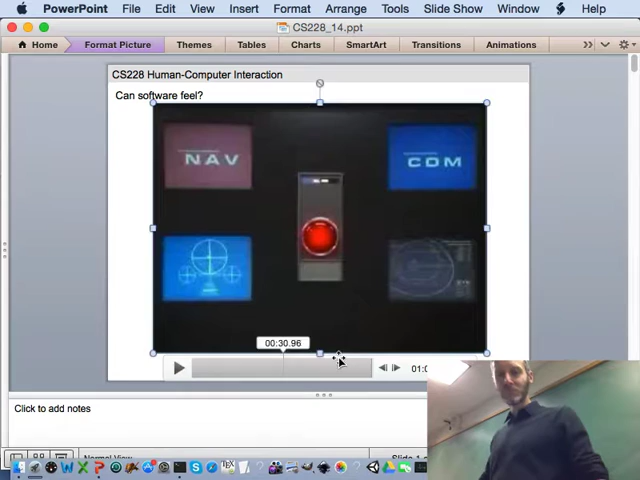 PowerPoint File Edit View Insert Format Arrange Tools Slide Show Window Help
CS228_14.ppt
Home Format Picture Themes Tables Charts SmartArt Transitions Animations
CS228 Human-Computer Interaction
Can software feel?
NAV
COM
00:30.96
Click to add notes
Normal View